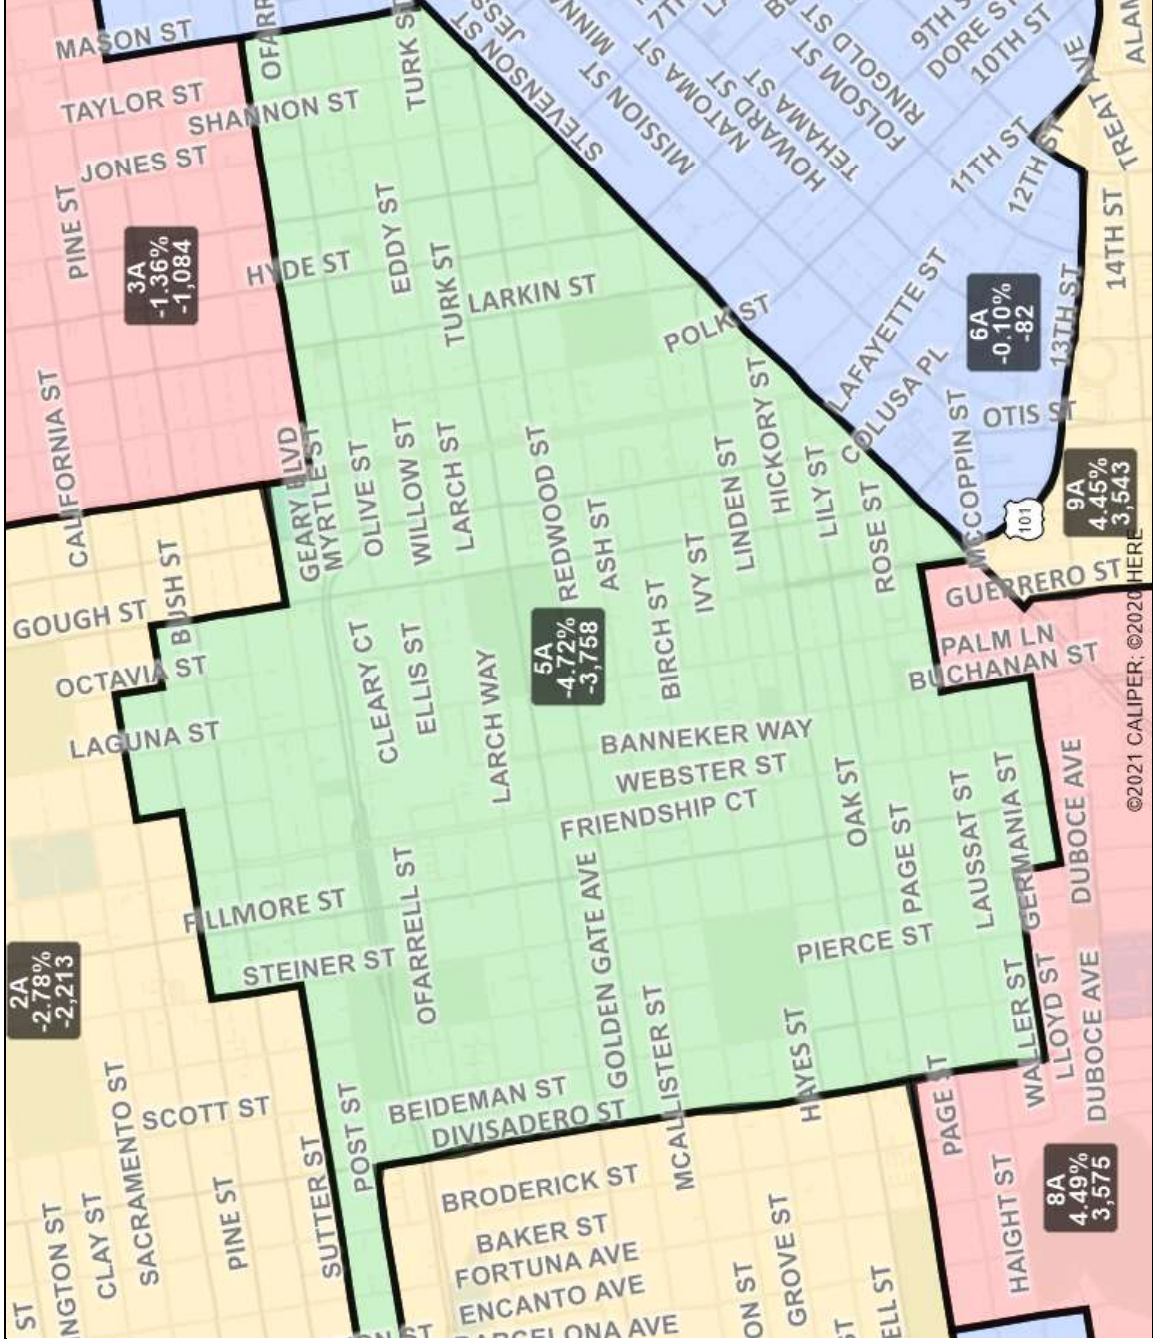 MASON ST
TAYLOR ST
SHANNON ST
JONES ST
PINE ST
TURK ST
STEVENSON ST
MISSION ST
NATOMA ST
HOWARD ST
TEHAMA ST
FOLSOM ST
RINGOLD ST
DORE ST
10TH ST
11TH ST
12TH ST
14TH ST
3A
-1.36%
-1,084
HYDE ST
EDDY ST
TURK ST
LARKIN ST
POLK ST
LAFAYETTE ST
COLUSA PL
6A
-0.10%
-82
13TH ST
OTIS ST
MCCOPPIN ST
CALIFORNIA ST
GEARY BLVD
MYRTLE ST
OLIVE ST
WILLOW ST
LARCH ST
REDWOOD ST
ASH ST
IVY ST
LINDEN ST
HICKORY ST
LILY ST
ROSE ST
101
9A
4.45%
3,543
GUERRERO ST
GOUGH ST
BUSH ST
OCTAVIA ST
LAGUNA ST
CLEARY CT
ELLIS ST
LARCH WAY
5A
-4.72%
-3,758
BIRCH ST
PALM LN
BUCHANAN ST
BANNEKER WAY
WEBSTER ST
FRIENDSHIP CT
OAK ST
PAGE ST
LAUSSAT ST
GERMANIA ST
DUBOCE AVE
©2021 CALIPER; ©2020 HERE
FILLMORE ST
STEINER ST
OFARRELL ST
GOLDEN GATE AVE
PIERCE ST
2A
-2.78%
-2,213
MCALLISTER ST
HAYES ST
WALLER ST
LLOYD ST
DUBOCE AVE
SCOTT ST
BEIDEMAN ST
DIVISADERO ST
PAGE ST
POST ST
SUTTER ST
PINE ST
SACRAMENTO ST
CLAY ST
BRODERICK ST
BAKER ST
FORTUNA AVE
ENCANTO AVE
GROVE ST
HAIGHT ST
8A
4.49%
3,575